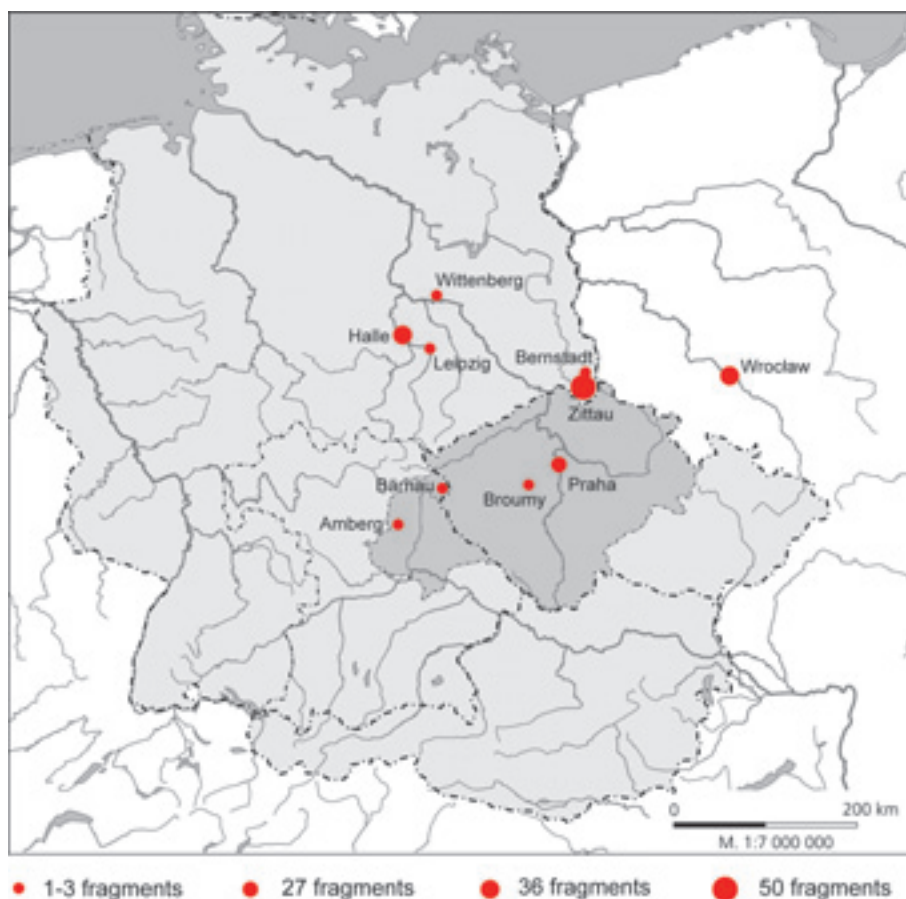 Wittenberg
Halle
Leipzig
Bernstadt
Wrocław
Zittau
Bärnau
Broumy
Praha
Amberg
0 200 km
M. 1:7 000 000
1-3 fragments 27 fragments 36 fragments 50 fragments